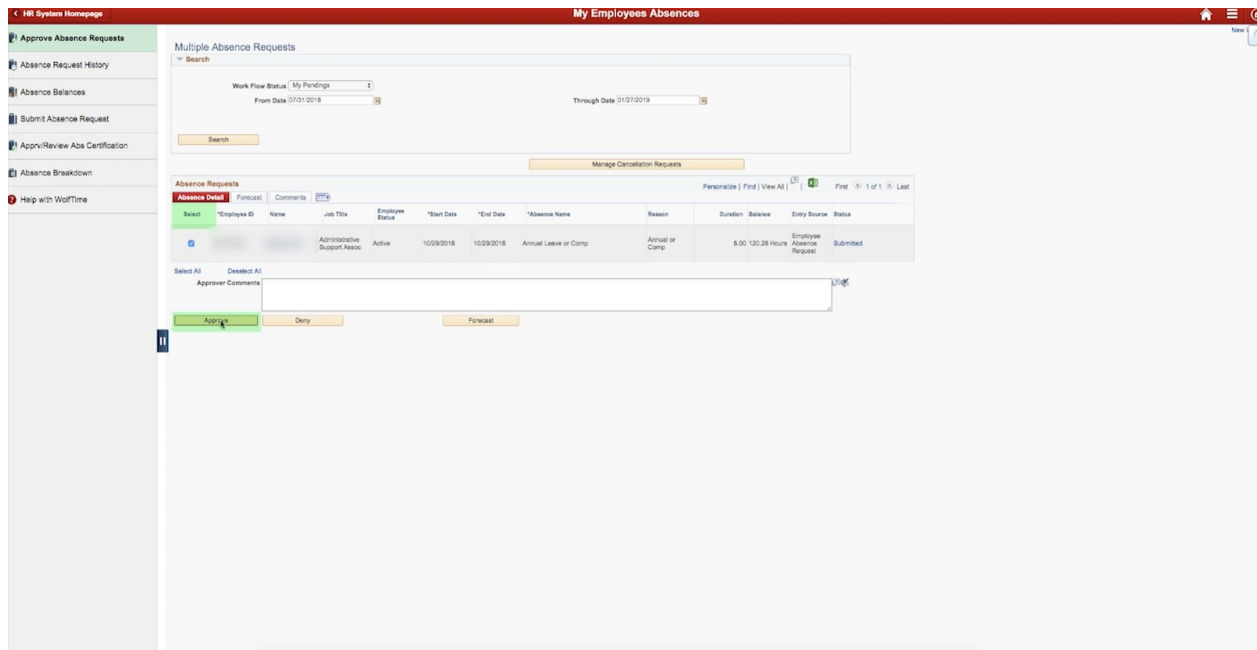 HR System Homepage
My Employees Absences
New
Approve Absence Requests
Absence Request History
Absence Balances
Submit Absence Request
Apprv/Review Abs Certification
Absence Breakdown
Help with WolfTime
Multiple Absence Requests
Search
Work Flow Status My Pendings
From Date 07/31/2018 Through Date 01/27/2019
Search
Manage Cancellation Requests
Absence Requests
Personalize | Find | View All | First 1 of 1 Last
Absence Detail Forecast Comments
Select *Employee ID Name Job Title Employee Status *Start Date *End Date *Absence Name Reason Duration Balance Entry Source Status
Administrative Support Assoc Active 10/29/2018 10/29/2018 Annual Leave or Comp Annual or Comp 8.00 120.28 Hours Employee Absence Request Submitted
Select All Deselect All
Approver Comments
Approve Deny Forecast